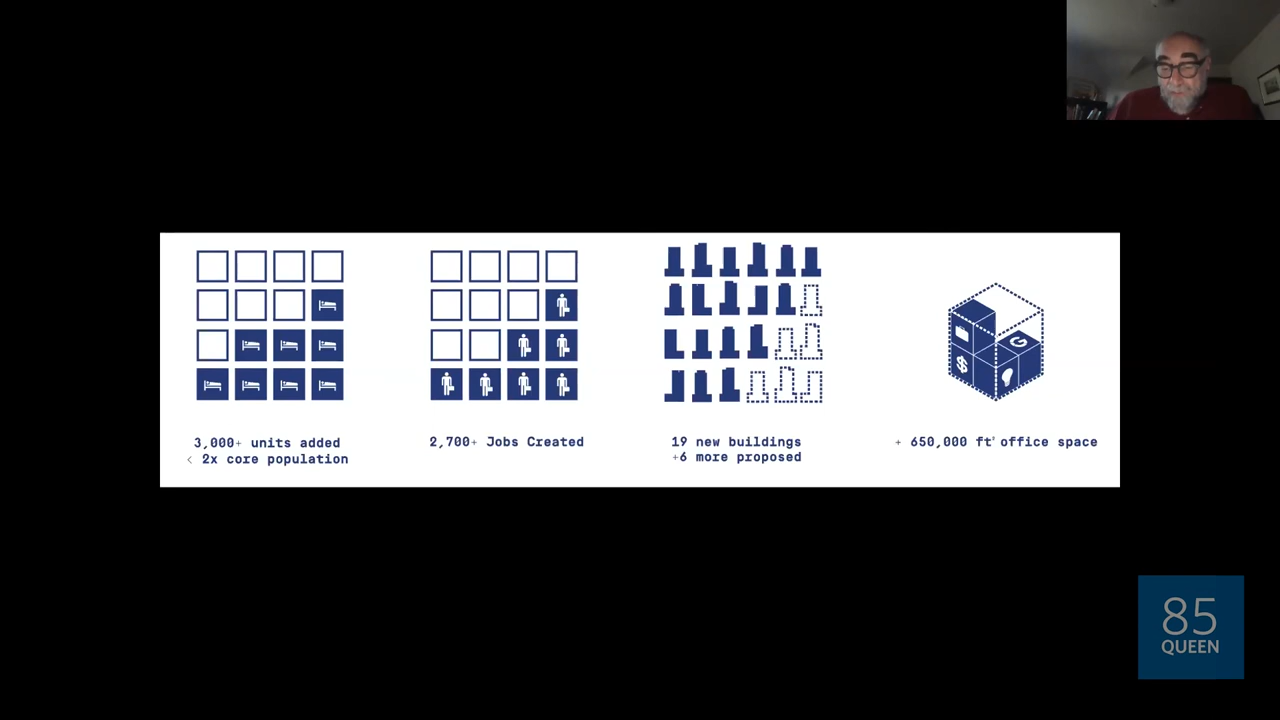 3,000+ units added
< 2x core population
2,700+ Jobs Created
19 new buildings
+6 more proposed
+ 650,000 ft² office space
$
G
85
QUEEN